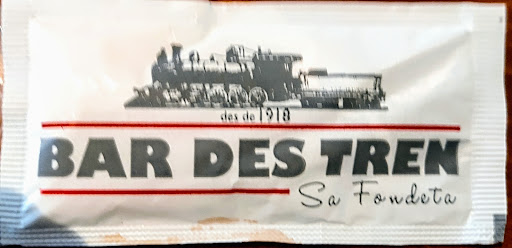 des de 1918
BAR DES TREN
Sa Fondeta